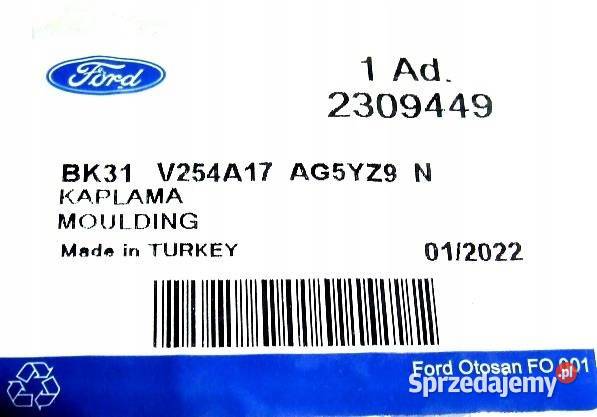 Ford
1 Ad.
2309449
BK31 V254A17 AG5YZ9 N
KAPLAMA
MOULDING
Made in TURKEY 01/2022
Ford Otosan FO 001
Sprzedajemy.pl